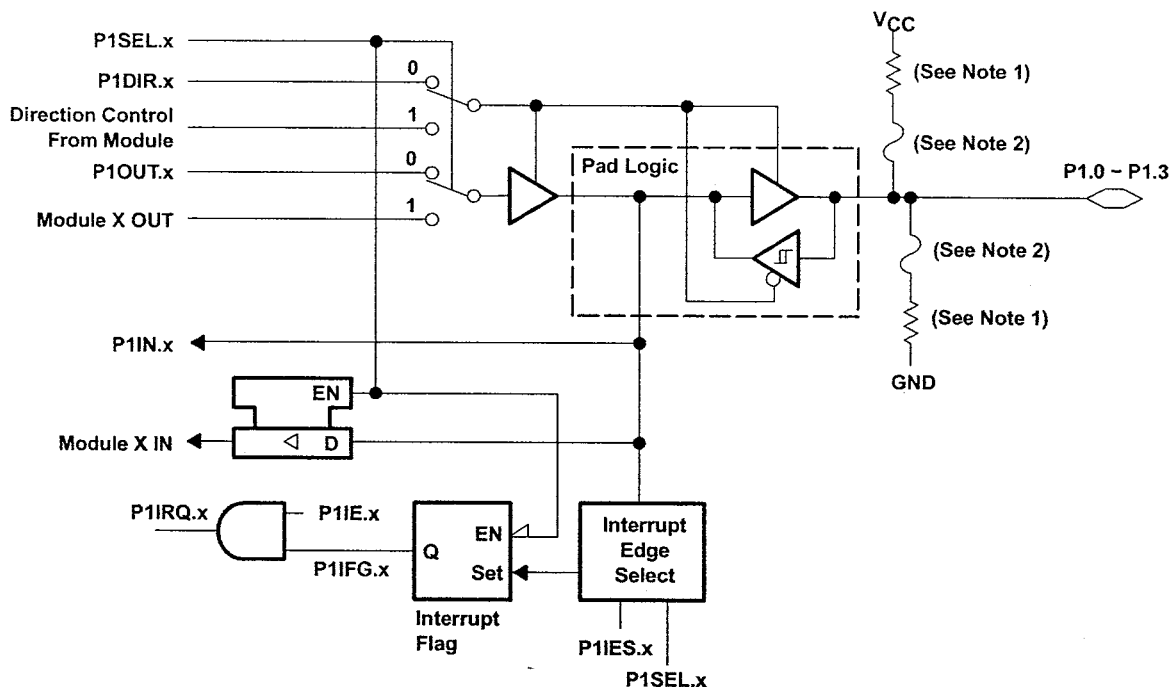 P1SEL.x
P1DIR.x
0
Direction Control
From Module
1
P1OUT.x
0
Module X OUT
1
Pad Logic
VCC
(See Note 1)
(See Note 2)
P1.0 ~ P1.3
(See Note 2)
(See Note 1)
GND
P1IN.x
EN
Module X IN
D
P1IRQ.x
P1IE.x
P1IFG.x
EN
Q
Set
Interrupt
Flag
Interrupt
Edge
Select
P1IES.x
P1SEL.x